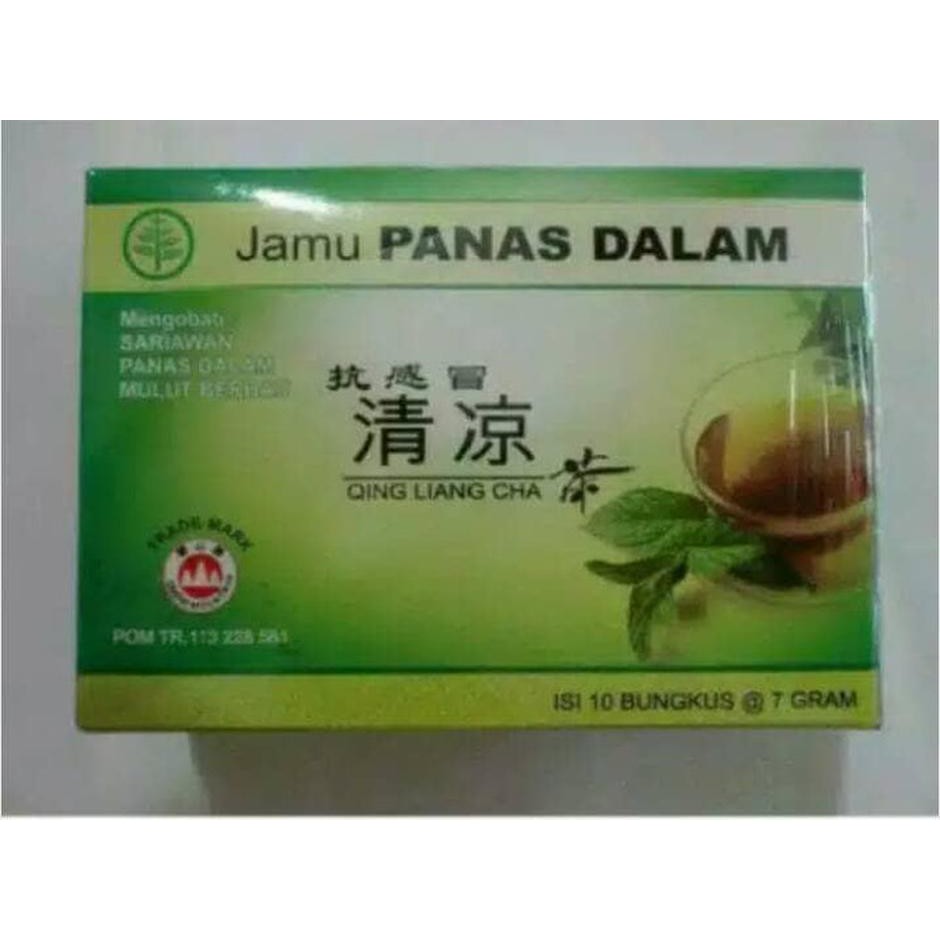 Jamu PANAS DALAM
Mengobati
SARIAWAN
PANAS DALAM
MULUT BERBAU
抗感冒
清凉
茶
QING LIANG CHA
TRADE MARK
POM TR. 113 228 561
ISI 10 BUNGKUS @ 7 GRAM